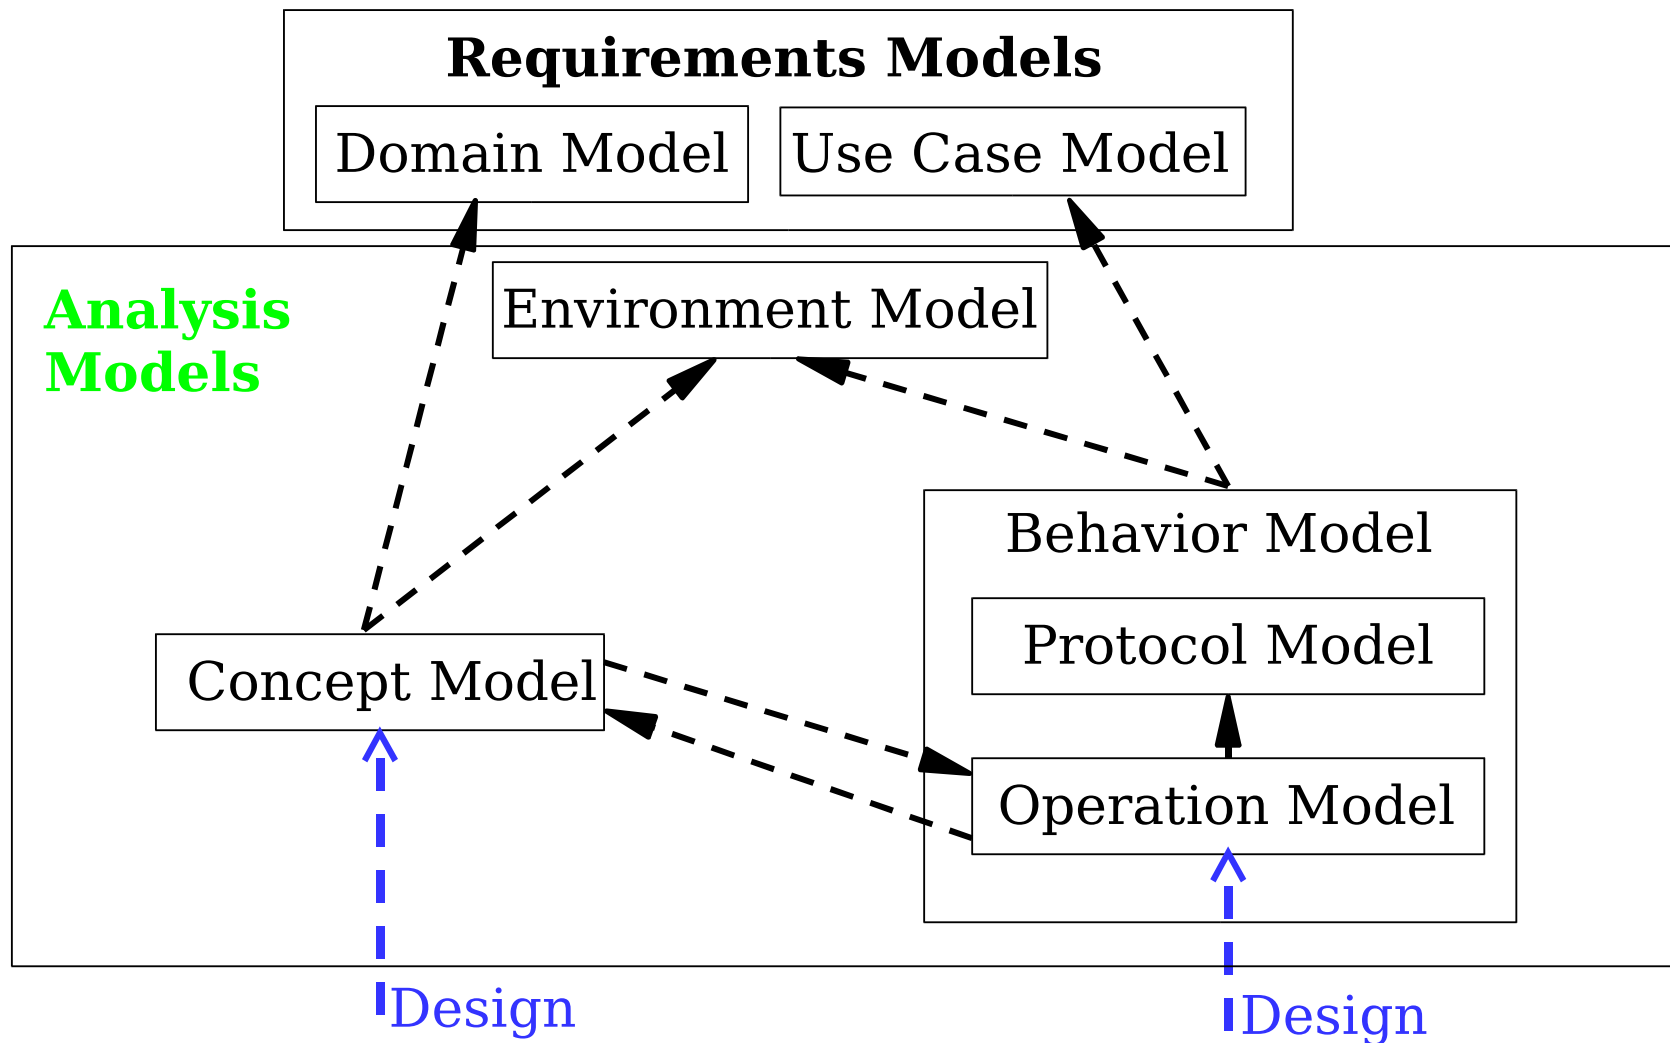 Requirements Models
Domain Model
Use Case Model
Environment Model
Analysis
Models
Behavior Model
Protocol Model
Concept Model
Operation Model
Design
Design